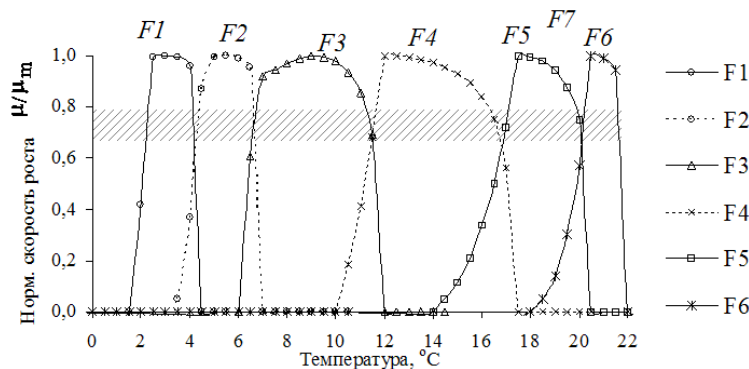 F1 F2 F3 F4 F5 F7 F6
1,0
0,8
0,6
0,4
0,2
0,0
Норм. скорость роста μ/μm
0 2 4 6 8 10 12 14 16 18 20 22
Температура, °C
F1
F2
F3
F4
F5
F6